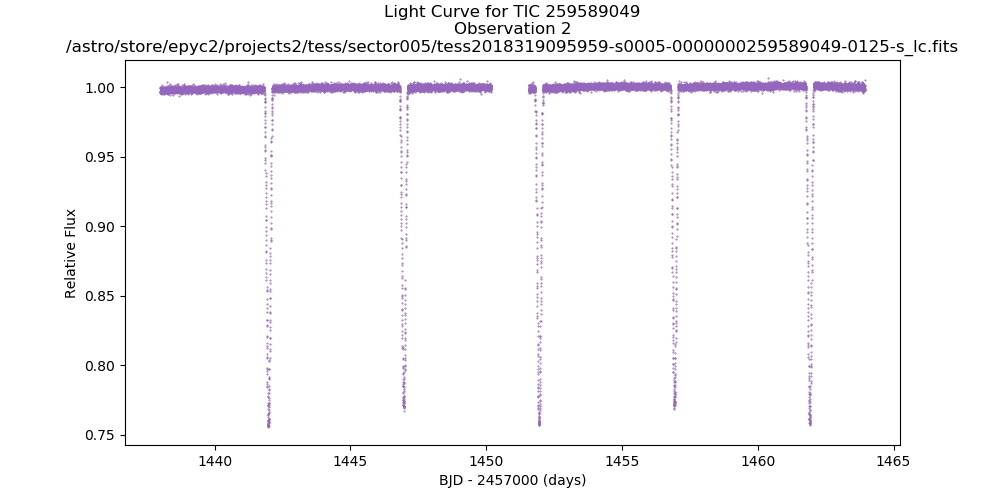 Light Curve for TIC 259589049
Observation 2
/astro/store/epyc2/projects2/tess/sector005/tess2018319095959-s0005-0000000259589049-0125-s_lc.fits
1.00
0.95
0.90
0.85
0.80
0.75
Relative Flux
1440
1445
1450
1455
1460
1465
BJD - 2457000 (days)